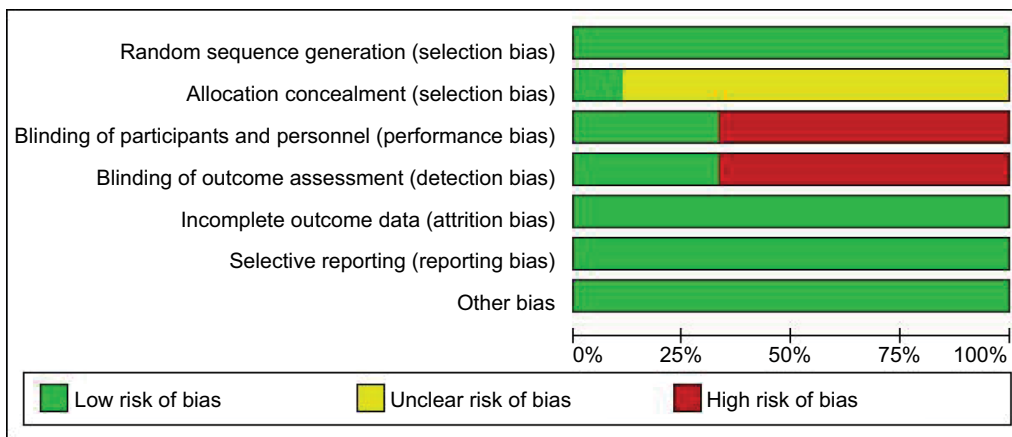 Random sequence generation (selection bias)
Allocation concealment (selection bias)
Blinding of participants and personnel (performance bias)
Blinding of outcome assessment (detection bias)
Incomplete outcome data (attrition bias)
Selective reporting (reporting bias)
Other bias
0% 25% 50% 75% 100%
Low risk of bias Unclear risk of bias High risk of bias